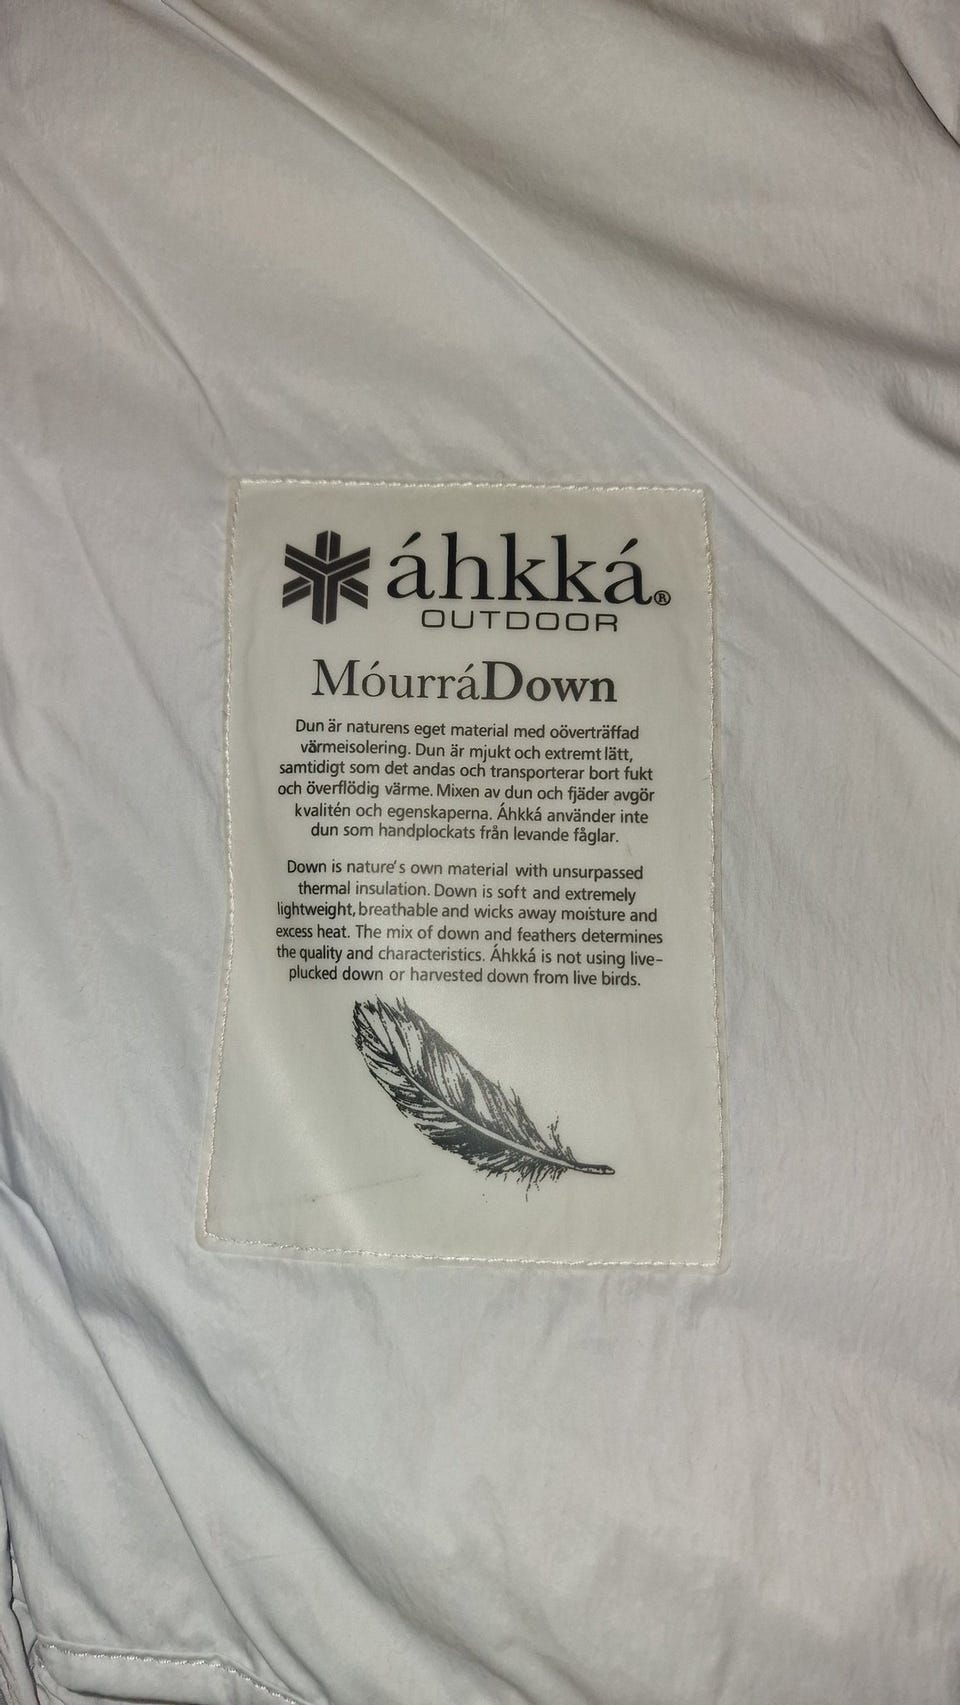 áhkká®
OUTDOOR
MóurráDown
Dun är naturens eget material med oöverträffad
värmeisolering. Dun är mjukt och extremt lätt,
samtidigt som det andas och transporterar bort fukt
och överflödig värme. Mixen av dun och fjäder avgör
kvalitén och egenskaperna. Áhkká använder inte
dun som handplockats från levande fåglar.
Down is nature's own material with unsurpassed
thermal insulation. Down is soft and extremely
lightweight, breathable and wicks away moisture and
excess heat. The mix of down and feathers determines
the quality and characteristics. Áhkká is not using live-
plucked down or harvested down from live birds.